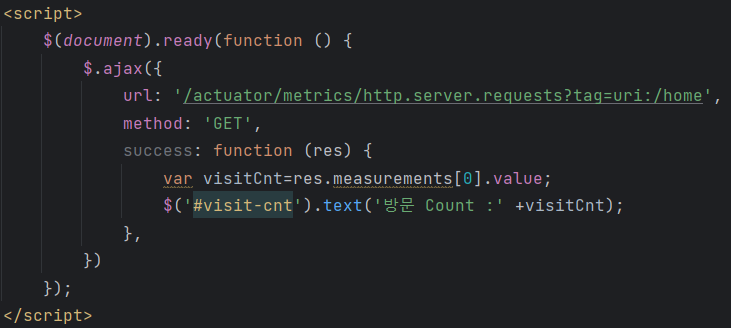 <script>
$(document).ready(function () {
$.ajax({
url: '/actuator/metrics/http.server.requests?tag=uri:/home',
method: 'GET',
success: function (res) {
var visitCnt=res.measurements[0].value;
$('#visit-cnt').text('방문 Count :' +visitCnt);
},
})
});
</script>